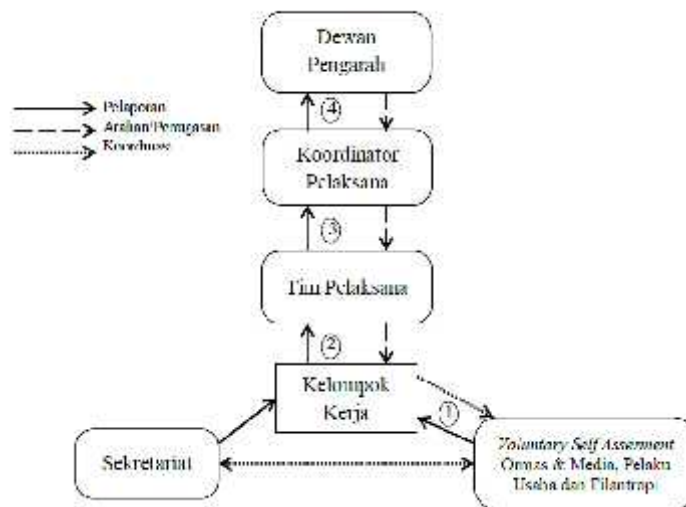 Dewan
Pengarah
④
Pelaporan
Arahan/Penugasan
Koordinasi
Koordinator
Pelaksana
③
Tim Pelaksana
②
Kelompok
Kerja
①
Sekretariat
Voluntary Self Assesment
Ormas & Media, Pelaku
Usaha dan Filantropi